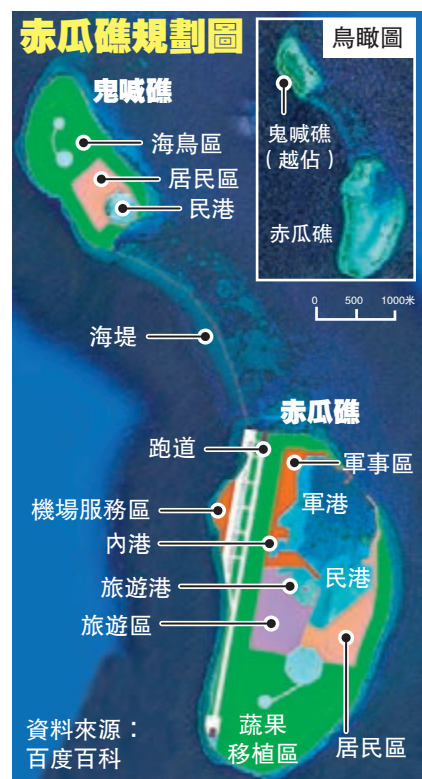 赤瓜礁規劃圖
鳥瞰圖
鬼喊礁
（越佔）
赤瓜礁
0 500 1000米
鬼喊礁
海鳥區
居民區
民港
海堤
赤瓜礁
跑道
軍事區
機場服務區
軍港
內港
民港
旅遊港
旅遊區
蔬果
移植區
居民區
資料來源：
百度百科